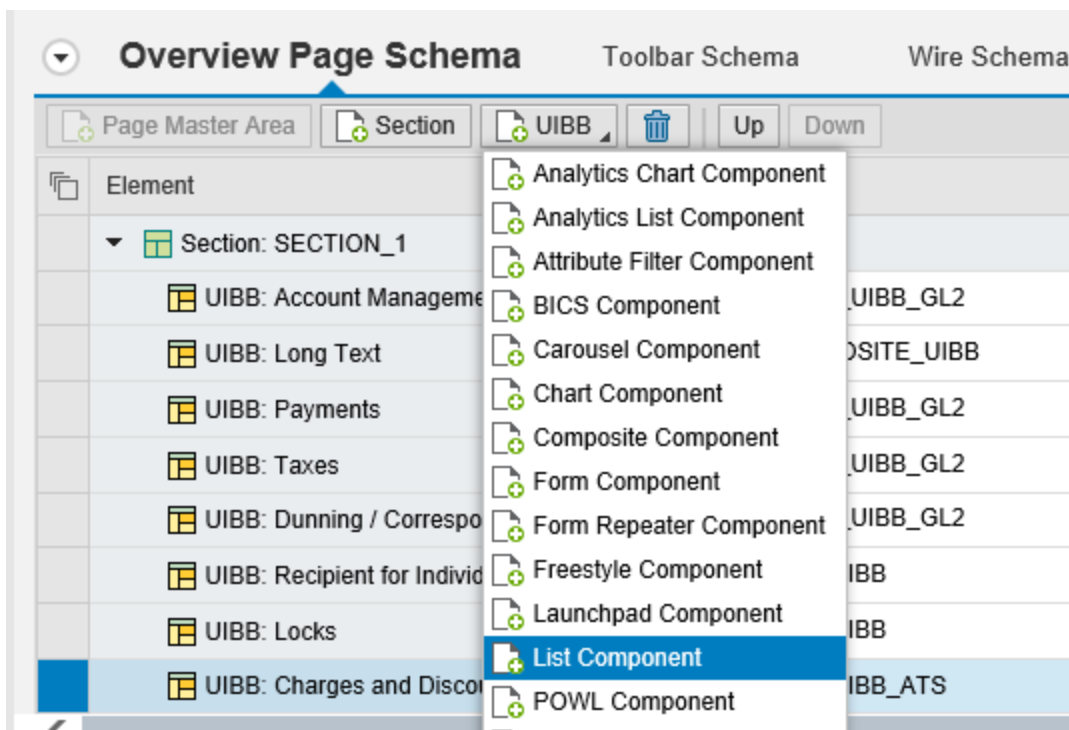 Overview Page Schema Toolbar Schema Wire Schema
Page Master Area Section UIBB Up Down
Element
Analytics Chart Component
Analytics List Component
Attribute Filter Component
BICS Component
Carousel Component
Chart Component
Composite Component
Form Component
Form Repeater Component
Freestyle Component
Launchpad Component
List Component
POWL Component
Section: SECTION_1
UIBB: Account Manageme _UIBB_GL2
UIBB: Long Text OSITE_UIBB
UIBB: Payments _UIBB_GL2
UIBB: Taxes _UIBB_GL2
UIBB: Dunning / Correspo _UIBB_GL2
UIBB: Recipient for Individ IBB
UIBB: Locks IBB
UIBB: Charges and Discou IBB_ATS